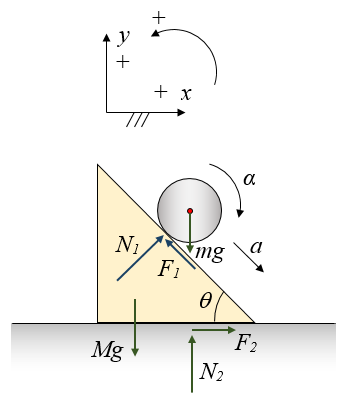 +
y
+
+ x
α
N1
mg
a
F1
θ
Mg
F2
N2